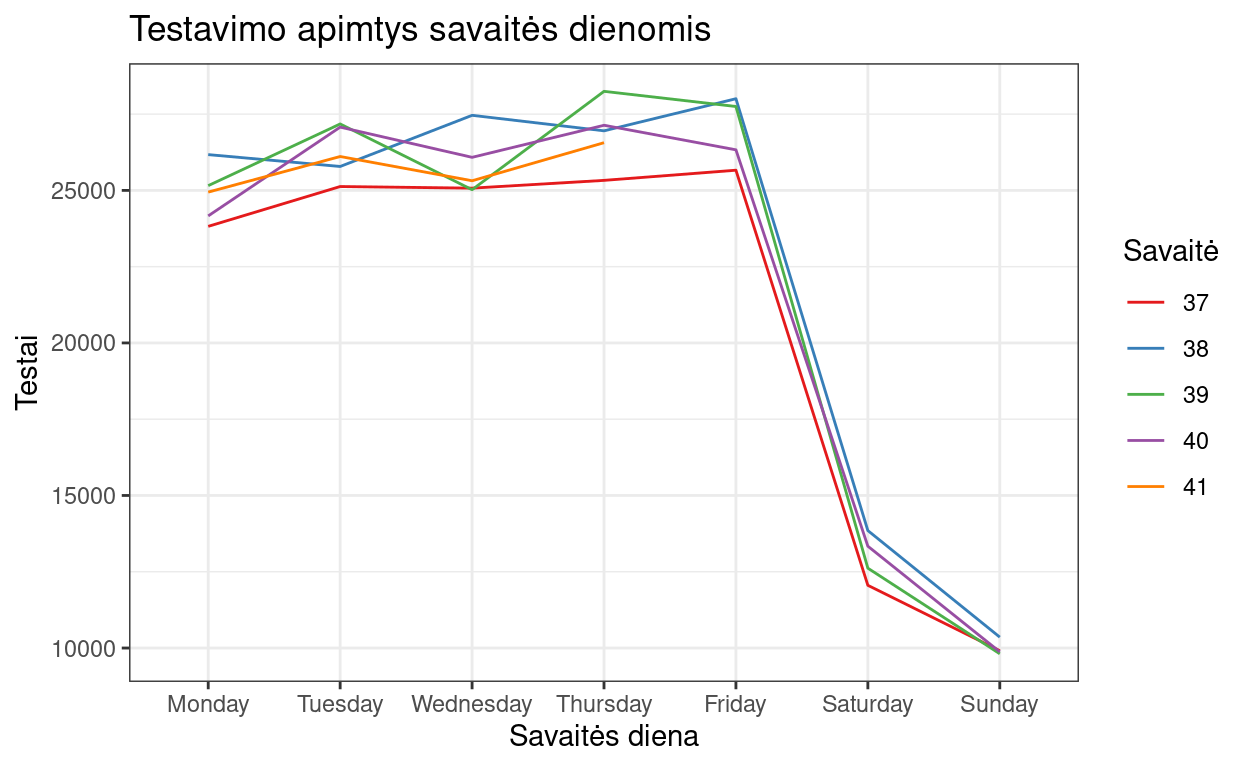 Testavimo apimtys savaitės dienomis
Testai
25000
20000
15000
10000
Monday Tuesday Wednesday Thursday Friday Saturday Sunday
Savaitės diena
Savaitė
37
38
39
40
41